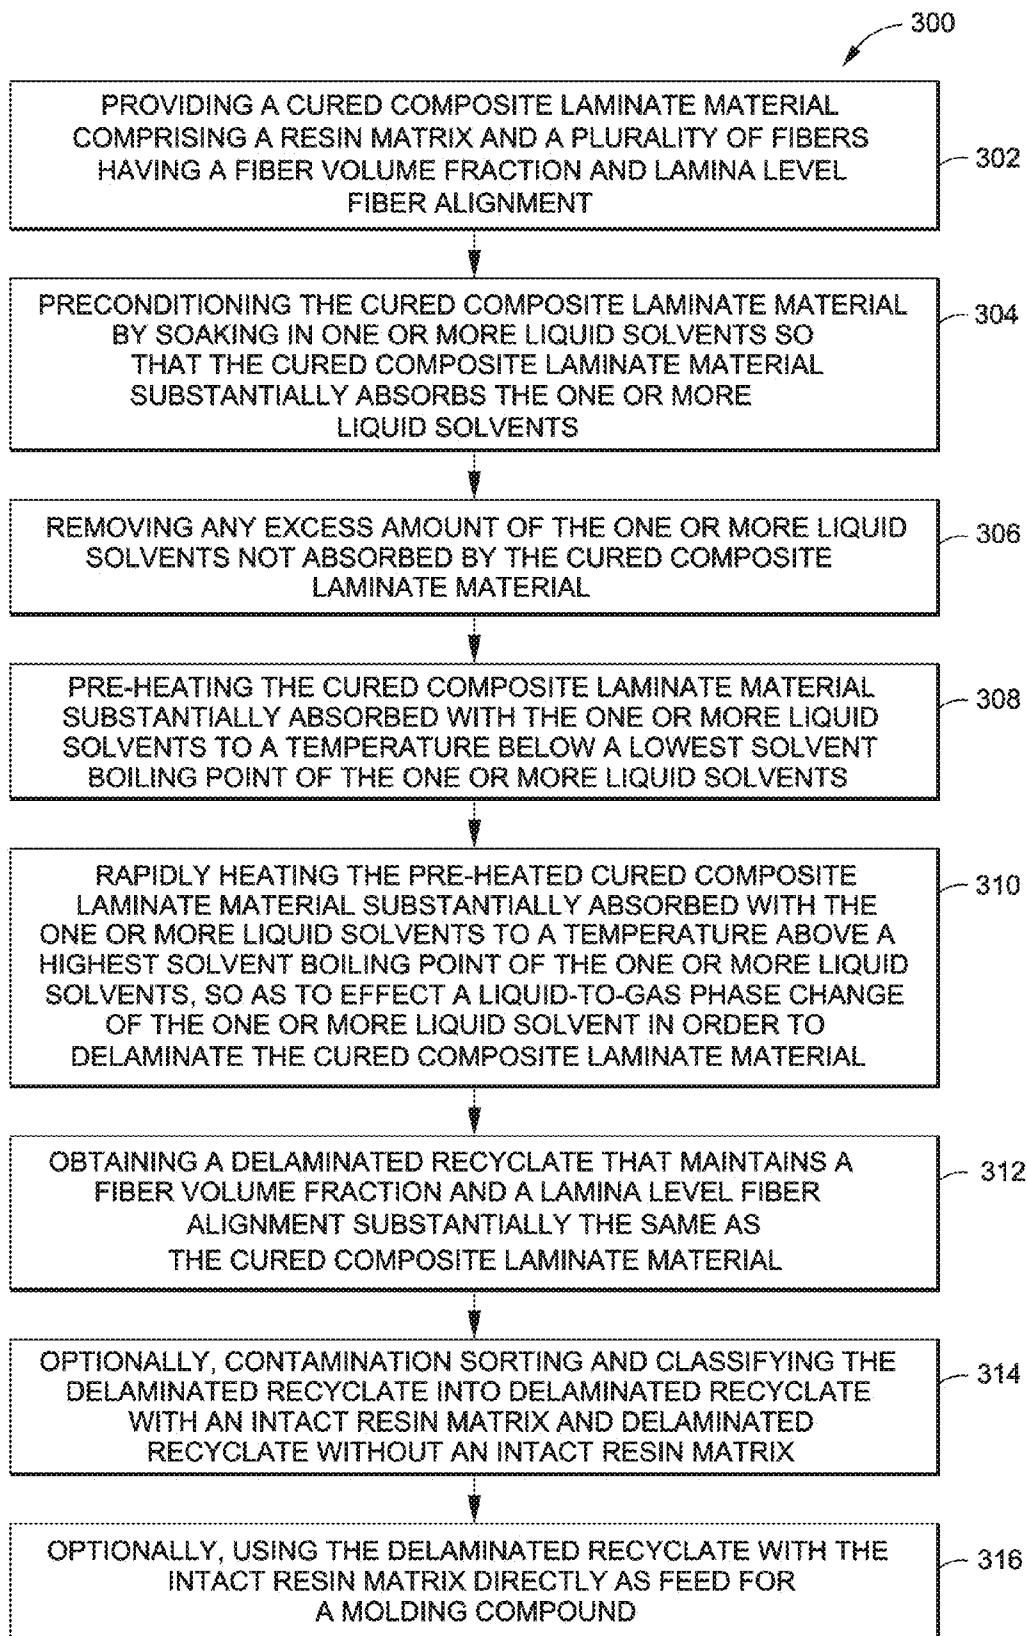 300
PROVIDING A CURED COMPOSITE LAMINATE MATERIAL
COMPRISING A RESIN MATRIX AND A PLURALITY OF FIBERS
HAVING A FIBER VOLUME FRACTION AND LAMINA LEVEL
FIBER ALIGNMENT
302
PRECONDITIONING THE CURED COMPOSITE LAMINATE MATERIAL
BY SOAKING IN ONE OR MORE LIQUID SOLVENTS SO
THAT THE CURED COMPOSITE LAMINATE MATERIAL
SUBSTANTIALLY ABSORBS THE ONE OR MORE
LIQUID SOLVENTS
304
REMOVING ANY EXCESS AMOUNT OF THE ONE OR MORE LIQUID
SOLVENTS NOT ABSORBED BY THE CURED COMPOSITE
LAMINATE MATERIAL
306
PRE-HEATING THE CURED COMPOSITE LAMINATE MATERIAL
SUBSTANTIALLY ABSORBED WITH THE ONE OR MORE LIQUID
SOLVENTS TO A TEMPERATURE BELOW A LOWEST SOLVENT
BOILING POINT OF THE ONE OR MORE LIQUID SOLVENTS
308
RAPIDLY HEATING THE PRE-HEATED CURED COMPOSITE
LAMINATE MATERIAL SUBSTANTIALLY ABSORBED WITH THE
ONE OR MORE LIQUID SOLVENTS TO A TEMPERATURE ABOVE A
HIGHEST SOLVENT BOILING POINT OF THE ONE OR MORE LIQUID
SOLVENTS, SO AS TO EFFECT A LIQUID-TO-GAS PHASE CHANGE
OF THE ONE OR MORE LIQUID SOLVENT IN ORDER TO
DELAMINATE THE CURED COMPOSITE LAMINATE MATERIAL
310
OBTAINING A DELAMINATED RECYCLATE THAT MAINTAINS A
FIBER VOLUME FRACTION AND A LAMINA LEVEL FIBER
ALIGNMENT SUBSTANTIALLY THE SAME AS
THE CURED COMPOSITE LAMINATE MATERIAL
312
OPTIONALLY, CONTAMINATION SORTING AND CLASSIFYING THE
DELAMINATED RECYCLATE INTO DELAMINATED RECYCLATE
WITH AN INTACT RESIN MATRIX AND DELAMINATED
RECYCLATE WITHOUT AN INTACT RESIN MATRIX
314
OPTIONALLY, USING THE DELAMINATED RECYCLATE WITH THE
INTACT RESIN MATRIX DIRECTLY AS FEED FOR
A MOLDING COMPOUND
316